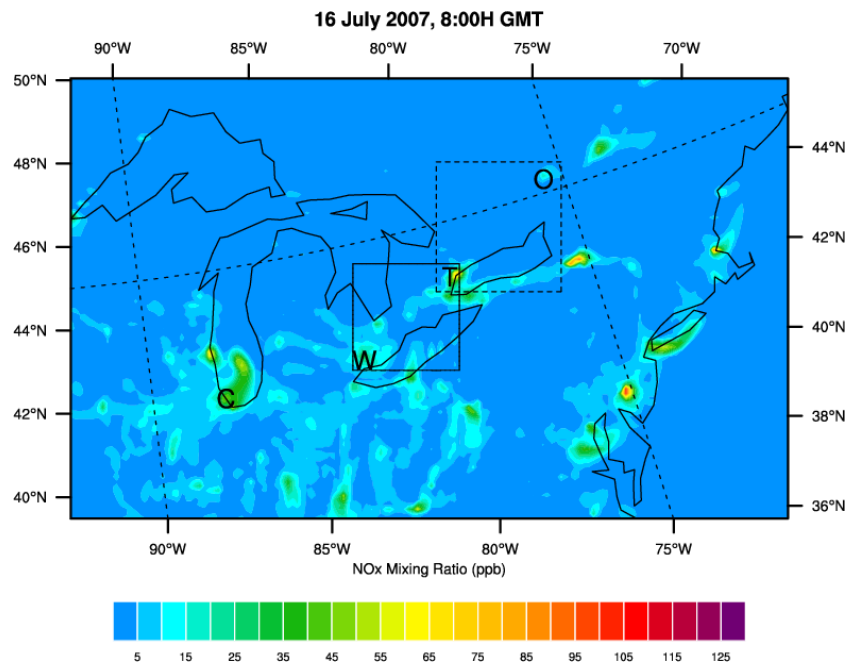 16 July 2007, 8:00H GMT
90°W 85°W 80°W 75°W 70°W
50°N
48°N 44°N
O
46°N 42°N
T
44°N 40°N
W
C
42°N 38°N
40°N 36°N
90°W 85°W 80°W 75°W
NOx Mixing Ratio (ppb)
5 15 25 35 45 55 65 75 85 95 105 115 125